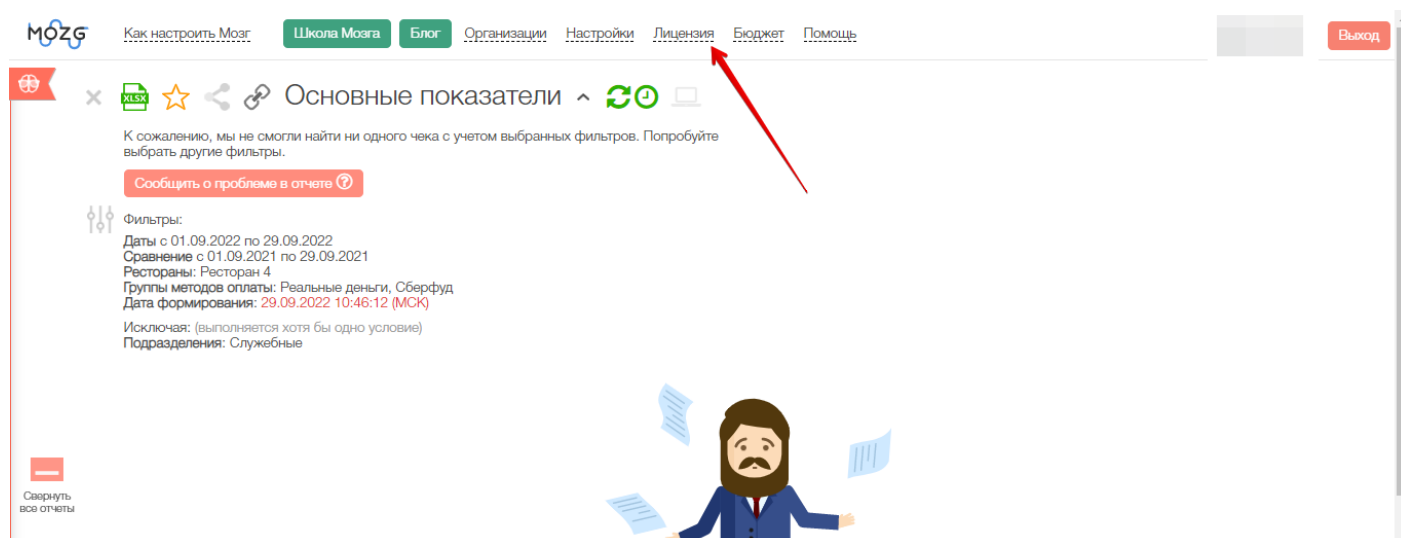 MOZG
Как настроить Мозг Школа Мозга Блог Организации Настройки Лицензия Бюджет Помощь Выход
XLSX Основные показатели
К сожалению, мы не смогли найти ни одного чека с учетом выбранных фильтров. Попробуйте
выбрать другие фильтры.
Сообщить о проблеме в отчете ?
Фильтры:
Даты с 01.09.2022 по 29.09.2022
Сравнение с 01.09.2021 по 29.09.2021
Рестораны: Ресторан 4
Группы методов оплаты: Реальные деньги, Сберфуд
Дата формирования: 29.09.2022 10:46:12 (МСК)
Исключая: (выполняется хотя бы одно условие)
Подразделения: Служебные
Свернуть
все отчеты